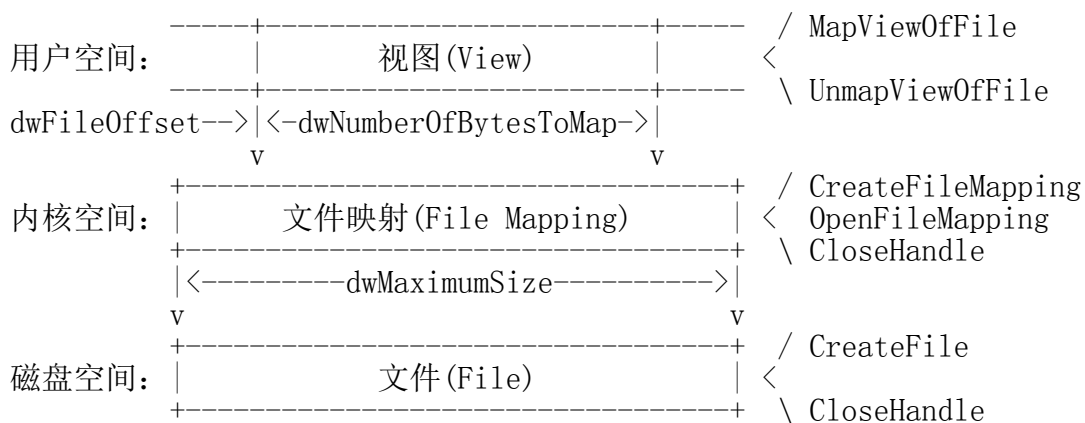 -----+------------------------+----- / MapViewOfFile
用户空间: | 视图(View) | <
-----+------------------------+----- \ UnmapViewOfFile
dwFileOffset-->|<-dwNumberOfBytesToMap->|
v v
+----------------------------------+ / CreateFileMapping
内核空间: | 文件映射(File Mapping) | < OpenFileMapping
+----------------------------------+ \ CloseHandle
|<---------dwMaximumSize---------->|
v v
+----------------------------------+ / CreateFile
磁盘空间: | 文件(File) | <
+----------------------------------+ \ CloseHandle